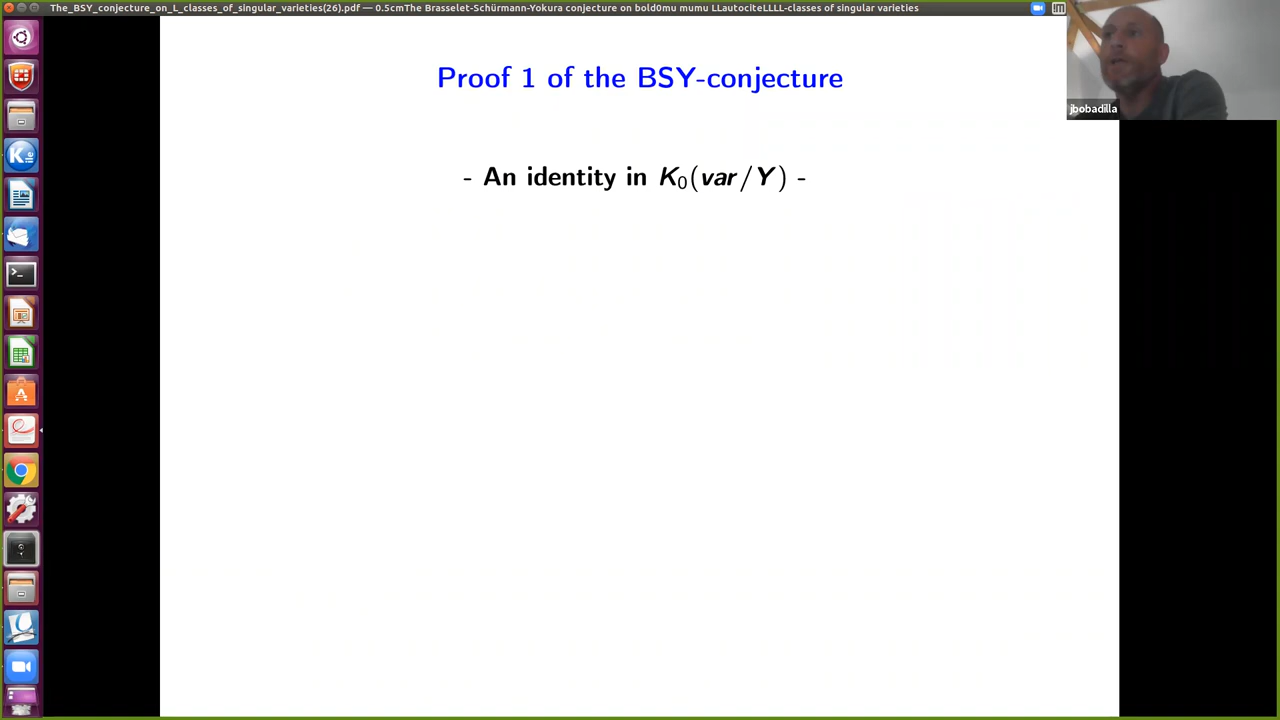 The_BSY_conjecture_on_L_classes_of_singular_varieties(26).pdf — 0.5cmThe Brasselet-Schürmann-Yokura conjecture on bold0mu mumu LLautociteLLLL-classes of singular varieties
Proof 1 of the BSY-conjecture
jbobadilla
- An identity in K₀(var/Y) -